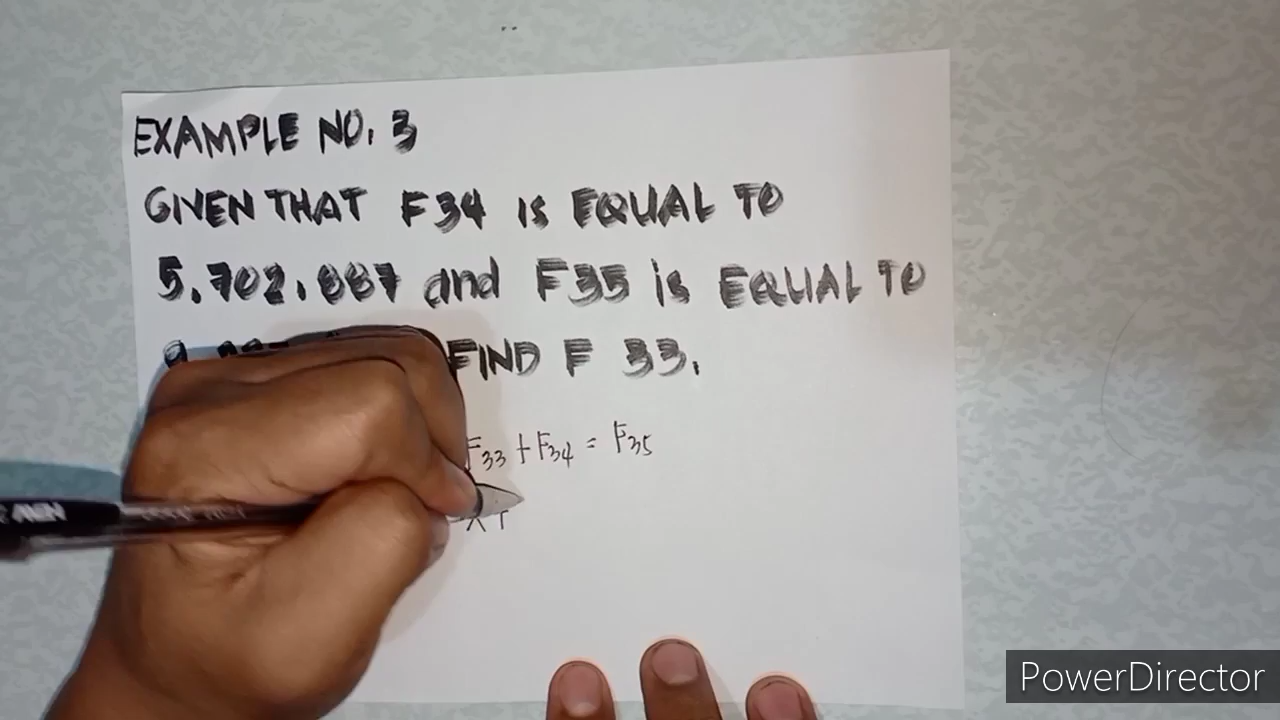 EXAMPLE NO. 3
GIVEN THAT F34 IS EQUAL TO
5.702.887 and F35 is EQUAL TO
FIND F 33.
F33 + F34 = F35
X
PowerDirector